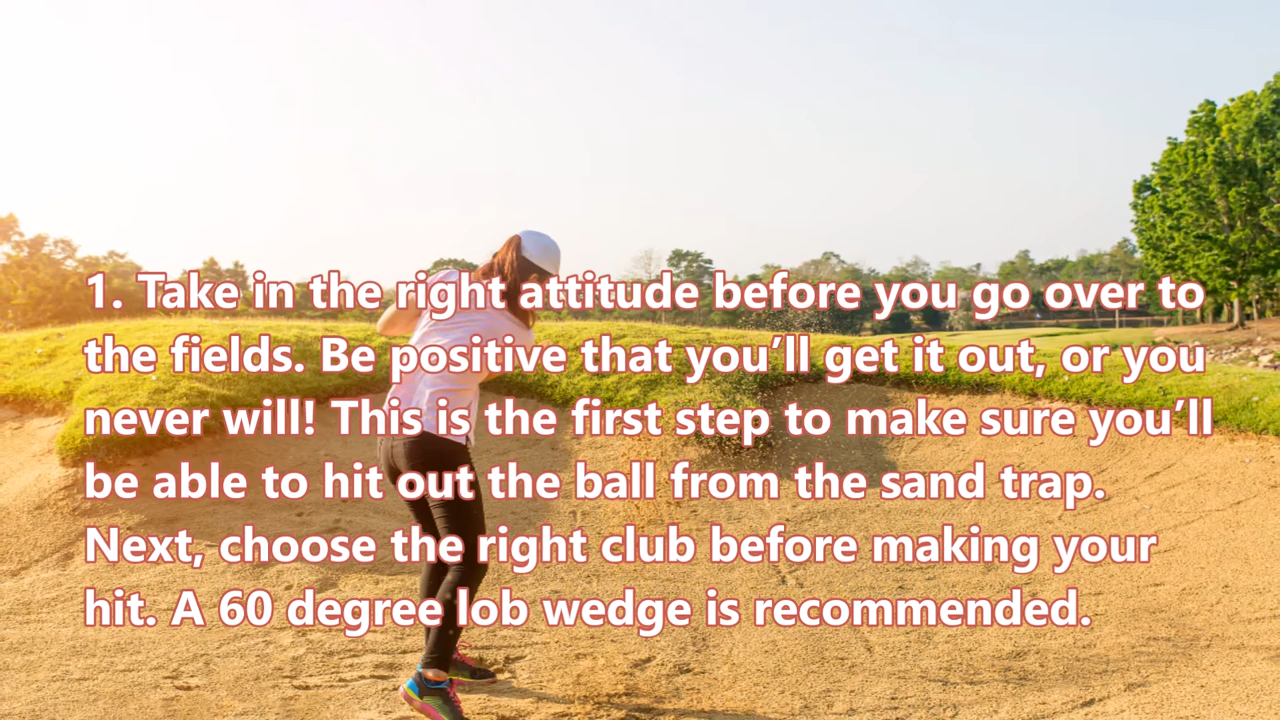 1. Take in the right attitude before you go over to
the fields. Be positive that you’ll get it out, or you
never will! This is the first step to make sure you’ll
be able to hit out the ball from the sand trap.
Next, choose the right club before making your
hit. A 60 degree lob wedge is recommended.